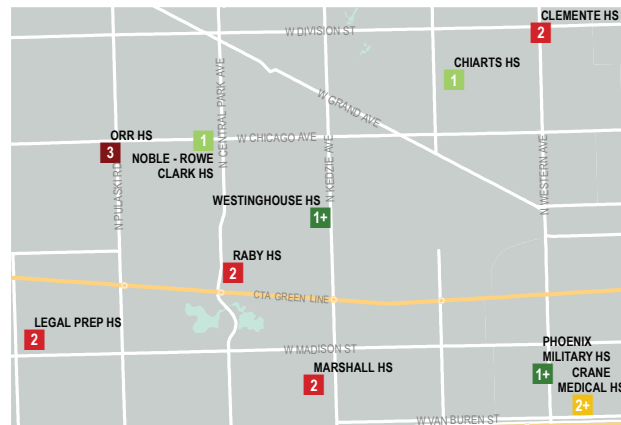 CLEMENTE HS
2
W DIVISION ST
CHIARTS HS
1
N CENTRAL PARK AVE
W GRAND AVE
ORR HS
3
1
W CHICAGO AVE
NOBLE - ROWE
CLARK HS
N PULASKI RD
N KEDZIE AVE
N WESTERN AVE
WESTINGHOUSE HS
1+
RABY HS
2
CTA GREEN LINE
LEGAL PREP HS
2
W MADISON ST
PHOENIX
MILITARY HS
1+
MARSHALL HS
2
CRANE
MEDICAL HS
2+
W VAN BUREN ST